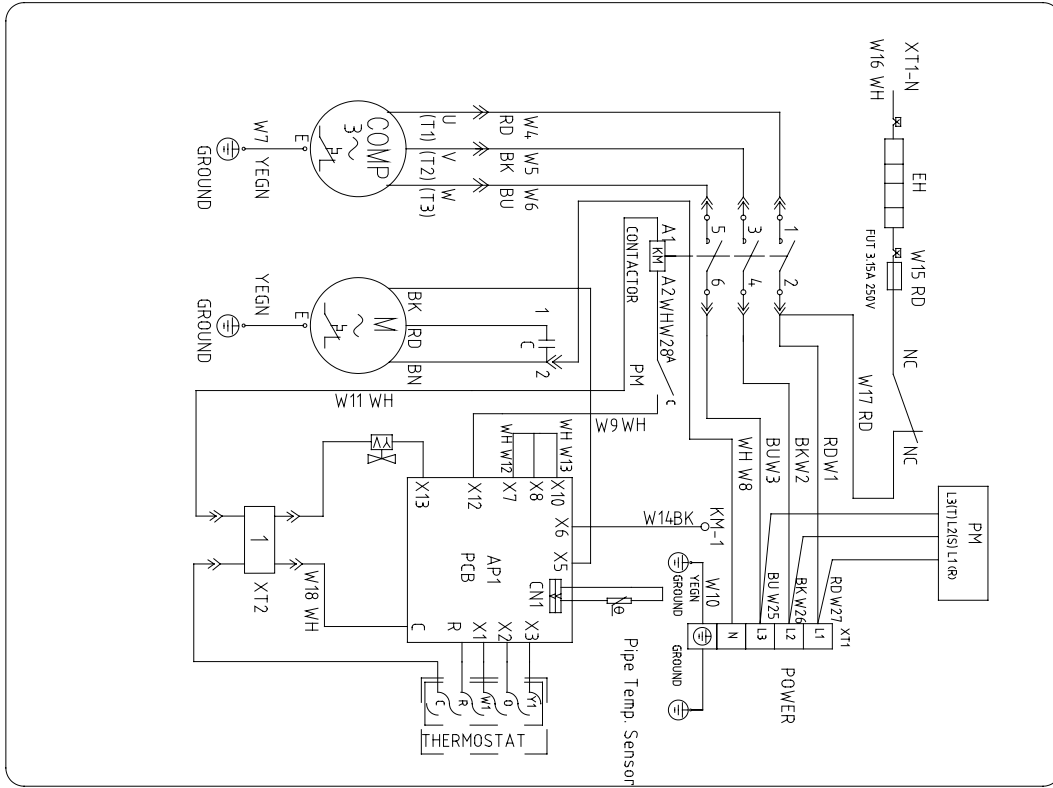 XT1-N
W16 WH
EH
W15 RD
FUT 3.15A 250V
NC
NC
W17 RD
W4
RD
U
(T1)
W5
BK
V
(T2)
W6
BU
W
(T3)
COMP
3~
E
W7 YEGN
GROUND
1
3
5
2
4
6
A1
KM
A2
CONTACTOR
WH
W28
A
C
PM
RD W1
BK W2
BU W3
WH W8
M
~
BK
RD
BN
1
C
2
E
YEGN
GROUND
W11 WH
W9 WH
WH W12
WH W13
YV
X13
X12
X7
X8
X10
X6
X5
W14 BK
KM-1
AP1
PCB
CN1
θ
Pipe Temp. Sensor
C
R
X1
X2
X3
C
R
W1
O
Y1
THERMOSTAT
1
XT2
W18 WH
PM
L3(T) L2(S) L1(R)
RD W27
BK W26
BU W25
XT1
L1
L2
L3
N
POWER
W10
YEGN
GROUND
GROUND